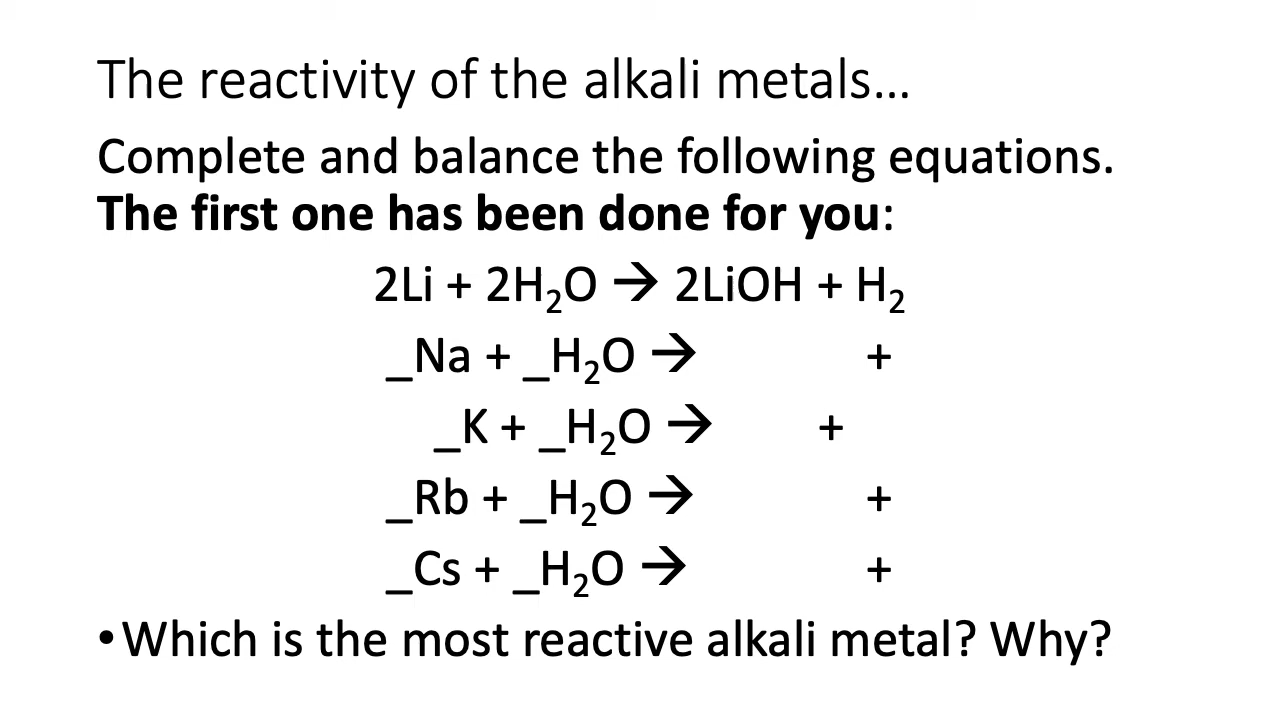 The reactivity of the alkali metals…
Complete and balance the following equations.
The first one has been done for you:
2Li + 2H₂O → 2LiOH + H₂
_Na + _H₂O → +
_K + _H₂O → +
_Rb + _H₂O → +
_Cs + _H₂O → +
•Which is the most reactive alkali metal? Why?